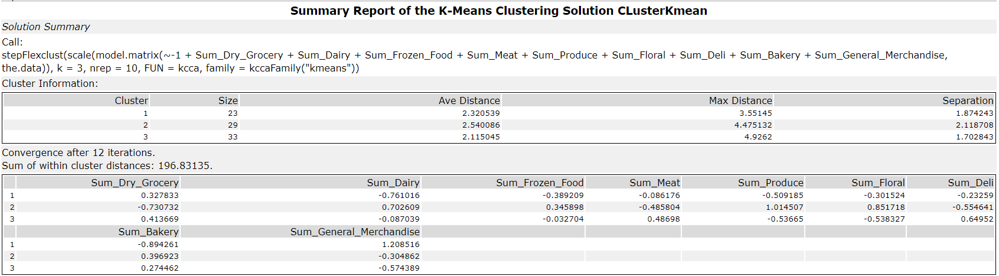 Summary Report of the K-Means Clustering Solution CLusterKmean
Solution Summary
Call:
stepFlexclust(scale(model.matrix(~-1 + Sum_Dry_Grocery + Sum_Dairy + Sum_Frozen_Food + Sum_Meat + Sum_Produce + Sum_Floral + Sum_Deli + Sum_Bakery + Sum_General_Merchandise,
the.data)), k = 3, nrep = 10, FUN = kcca, family = kccaFamily("kmeans"))
Cluster Information:
Cluster Size Ave Distance Max Distance Separation
1 23 2.320539 3.55145 1.874243
2 29 2.540086 4.475132 2.118708
3 33 2.115045 4.9262 1.702843
Convergence after 12 iterations.
Sum of within cluster distances: 196.83135.
Sum_Dry_Grocery Sum_Dairy Sum_Frozen_Food Sum_Meat Sum_Produce Sum_Floral Sum_Deli
1 0.327833 -0.761016 -0.389209 -0.086176 -0.509185 -0.301524 -0.23259
2 -0.730732 0.702609 0.345898 -0.485804 1.014507 0.851718 -0.554641
3 0.413669 -0.087039 -0.032704 0.48698 -0.53665 -0.538327 0.64952
Sum_Bakery Sum_General_Merchandise
1 -0.894261 1.208516
2 0.396923 -0.304862
3 0.274462 -0.574389